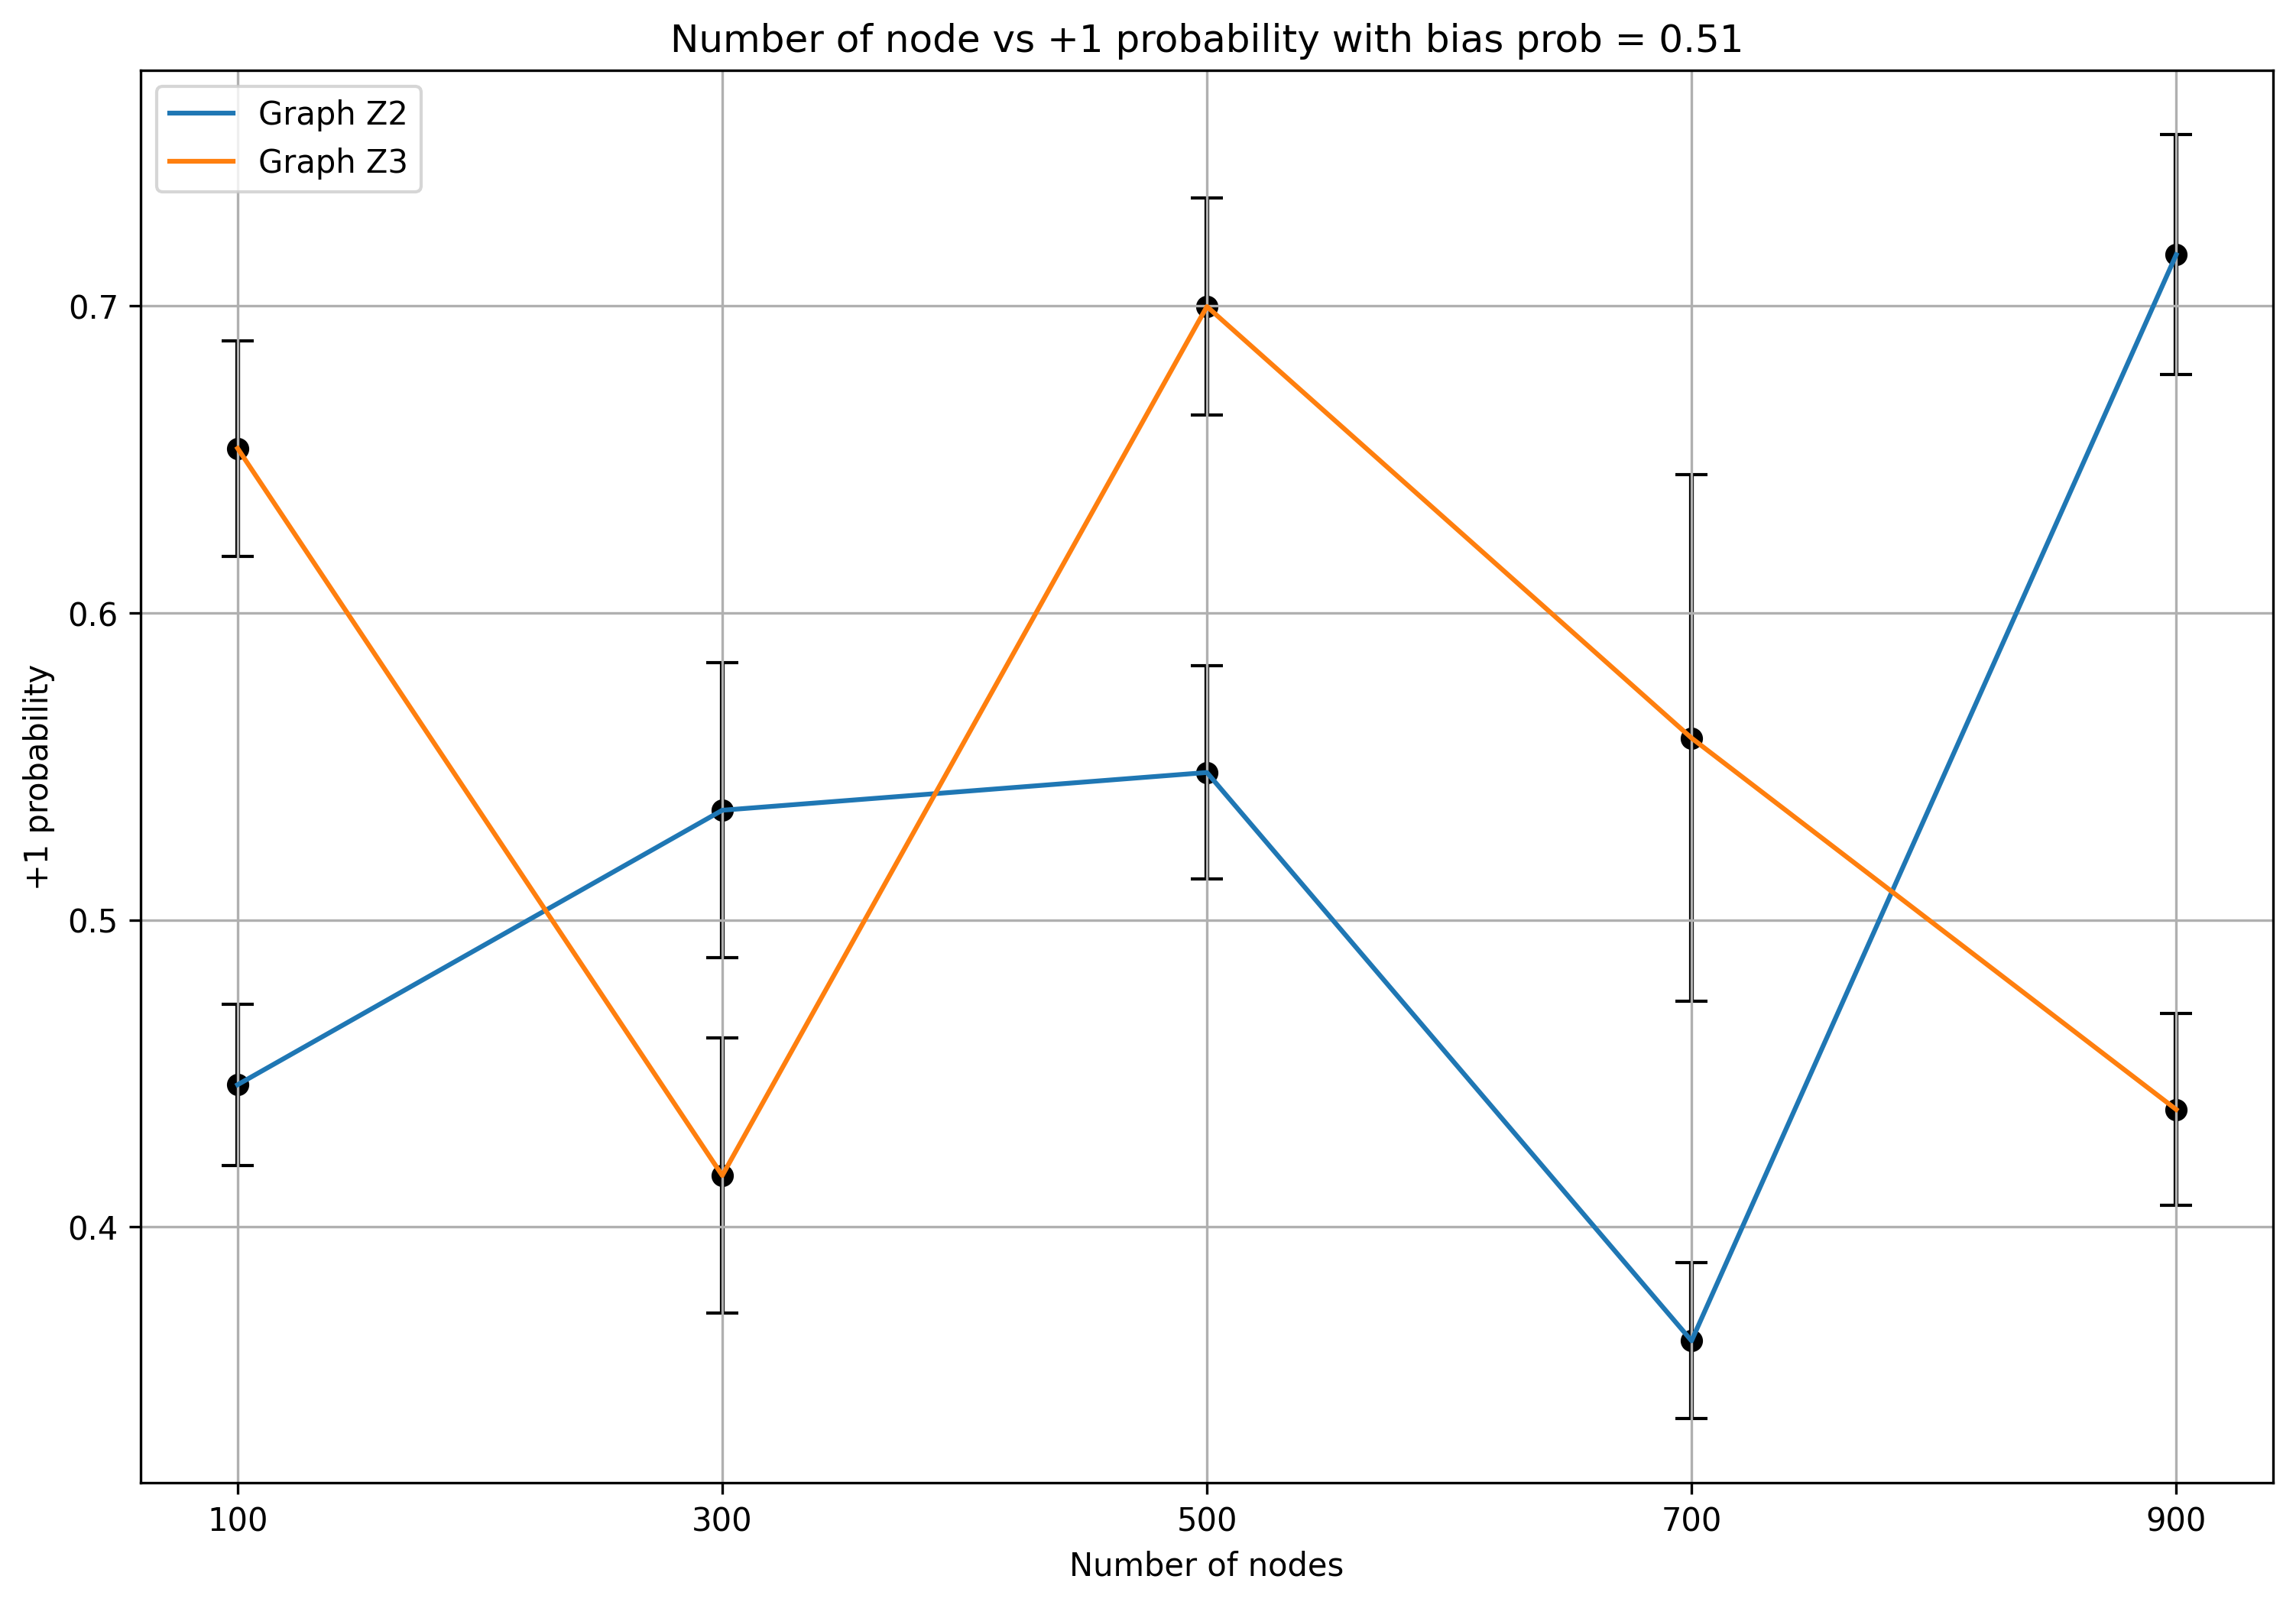 Number of node vs +1 probability with bias prob = 0.51
Graph Z2
Graph Z3
+1 probability
0.7
0.6
0.5
0.4
100 300 500 700 900
Number of nodes